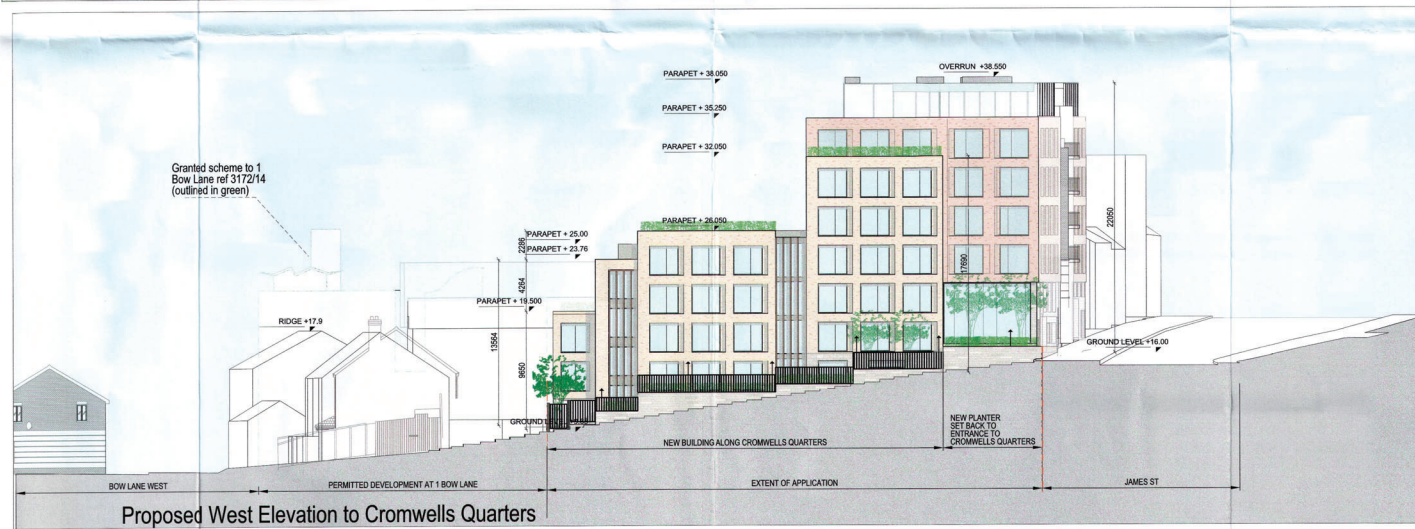 OVERRUN +38.550
PARAPET + 38.050
PARAPET + 35.250
PARAPET + 32.050
Granted scheme to 1
Bow Lane ref 3172/14
(outlined in green)
PARAPET + 26.050
PARAPET + 25.00
PARAPET + 23.76
2286
4264
PARAPET + 19.500
RIDGE +17.9
13564
9650
17690
22050
GROUND LEVEL +16.00
GROUND
NEW BUILDING ALONG CROMWELLS QUARTERS
NEW PLANTER
SET BACK TO
ENTRANCE TO
CROMWELLS QUARTERS
BOW LANE WEST
PERMITTED DEVELOPMENT AT 1 BOW LANE
EXTENT OF APPLICATION
JAMES ST
Proposed West Elevation to Cromwells Quarters